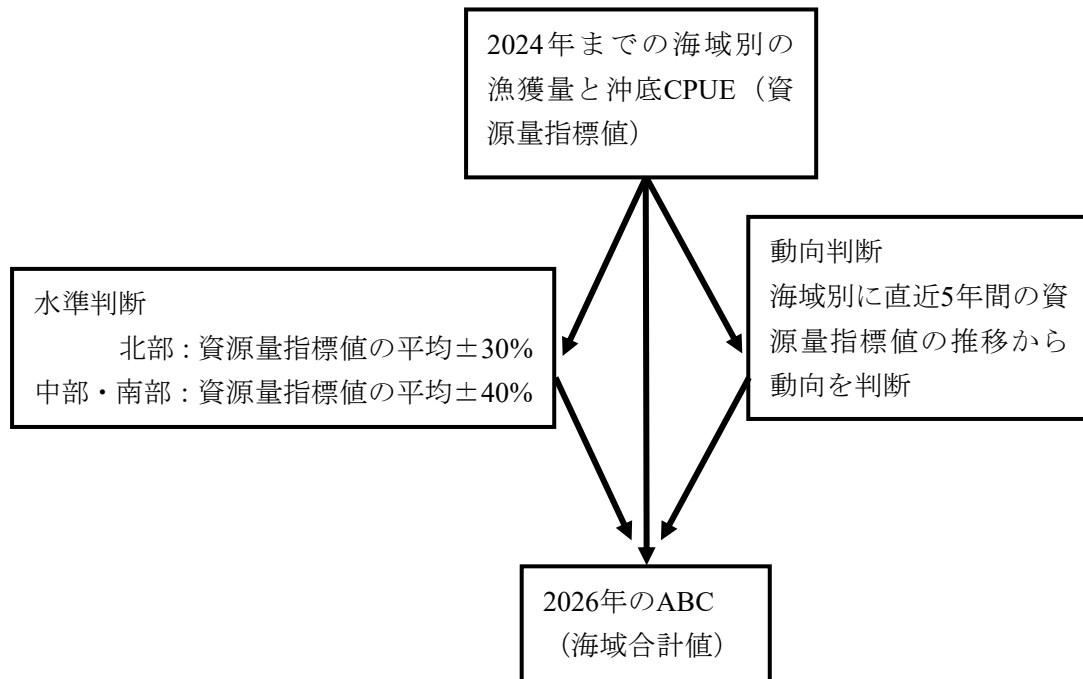 2024年までの海域別の
漁獲量と沖底CPUE（資
源量指標値）
水準判断
北部：資源量指標値の平均±30%
中部・南部：資源量指標値の平均±40%
動向判断
海域別に直近5年間の資
源量指標値の推移から
動向を判断
2026年のABC
（海域合計値）